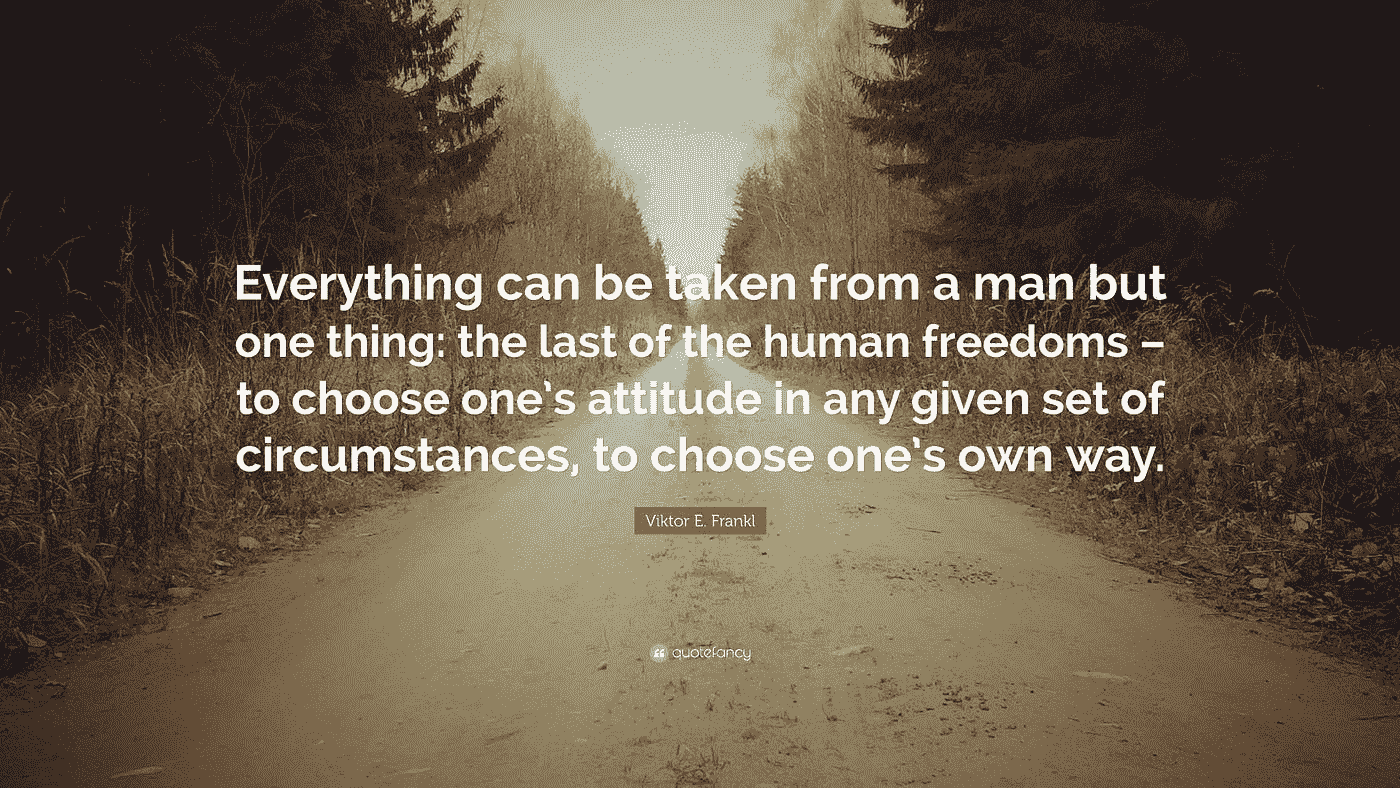 Everything can be taken from a man but
one thing: the last of the human freedoms –
to choose one's attitude in any given set of
circumstances, to choose one's own way.
Viktor E. Frankl
quotefancy